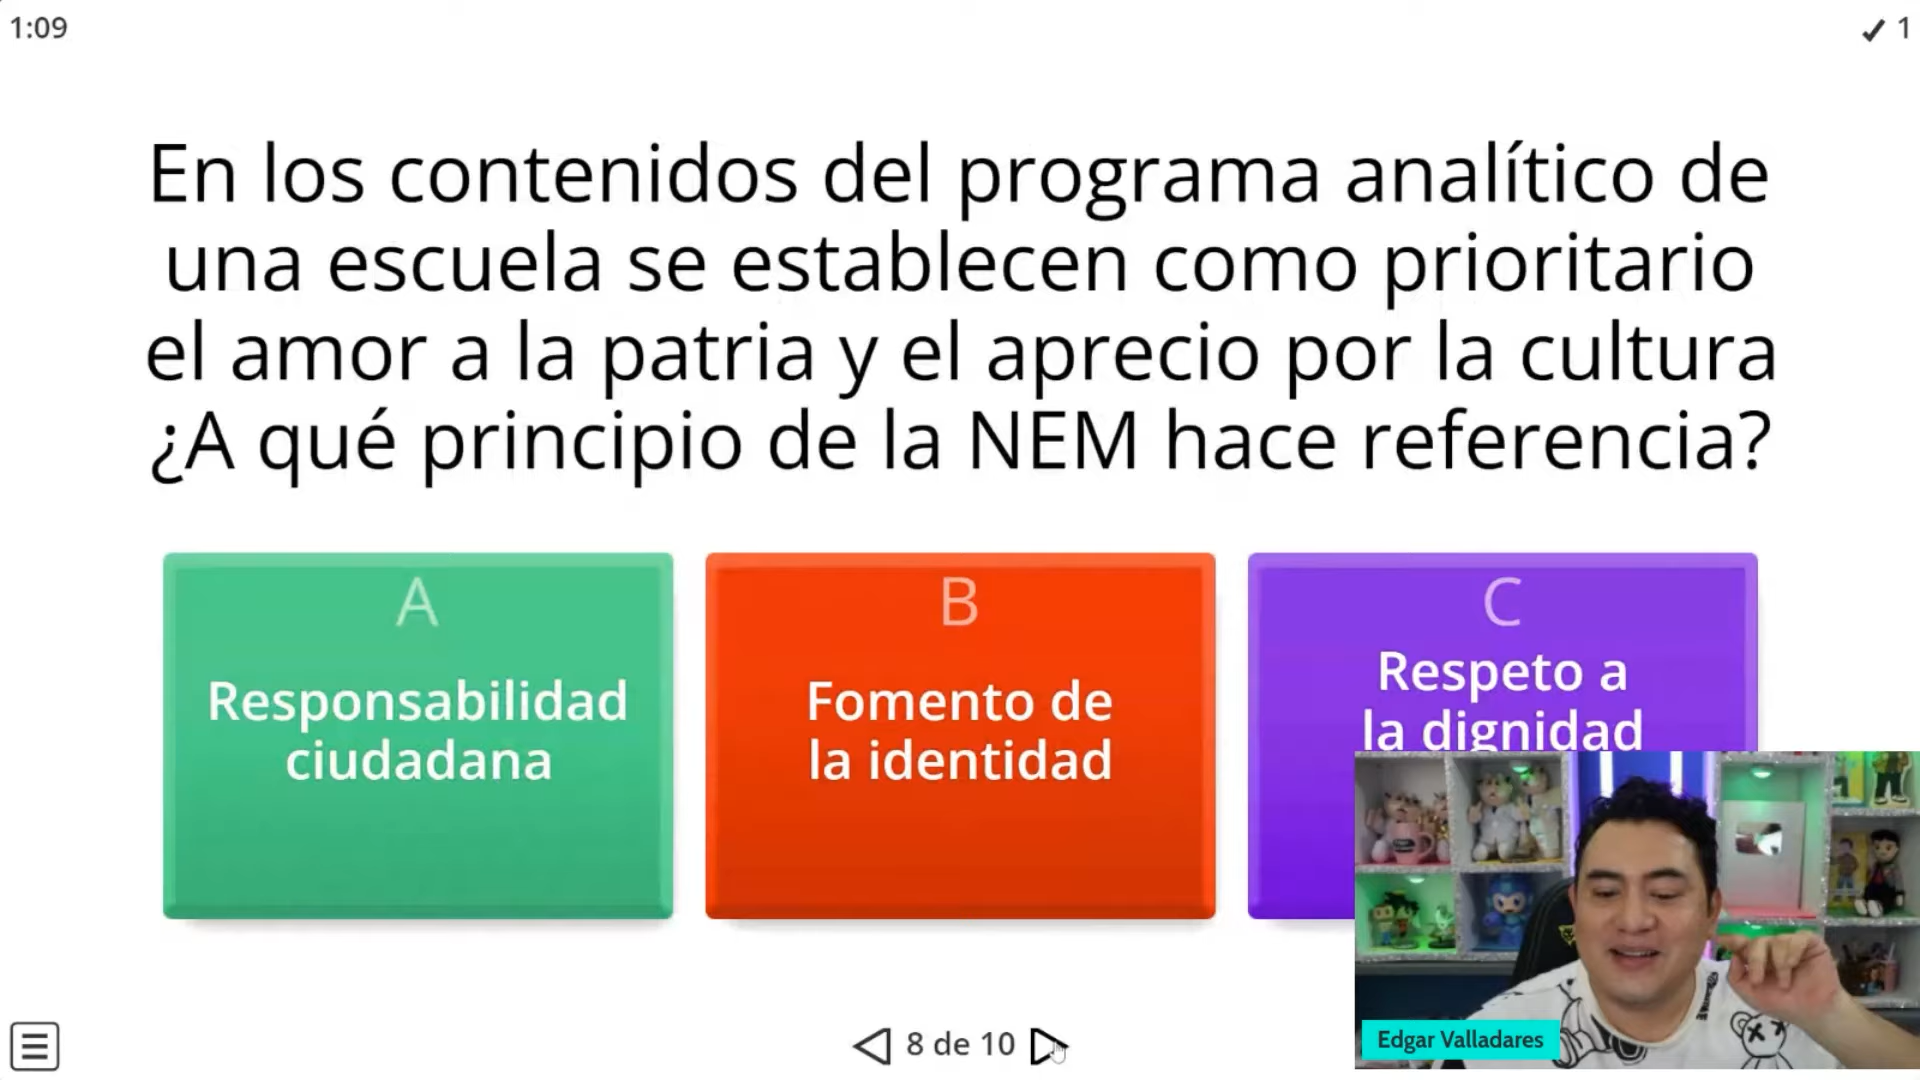 1:09
1
En los contenidos del programa analítico de
una escuela se establecen como prioritario
el amor a la patria y el aprecio por la cultura
¿A qué principio de la NEM hace referencia?
A
Responsabilidad
ciudadana
B
Fomento de
la identidad
C
Respeto a
la dignidad
8 de 10
Edgar Valladares